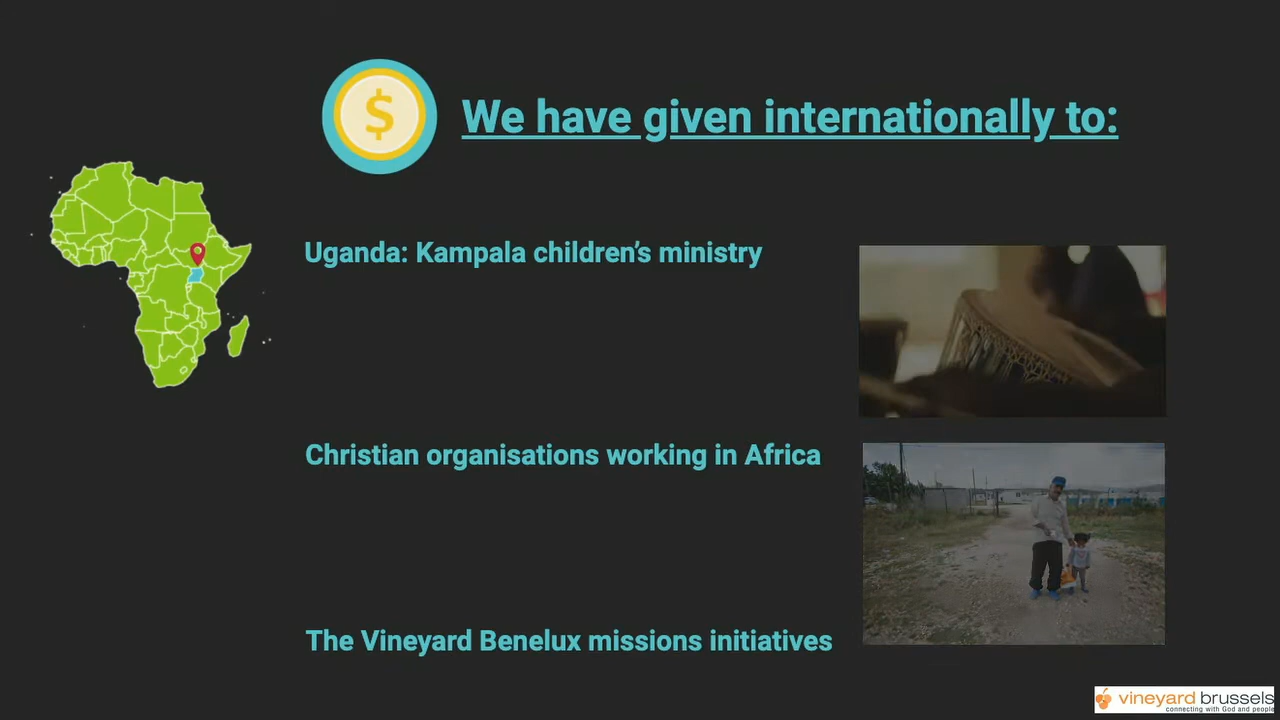 $
We have given internationally to:
Uganda: Kampala children’s ministry
Christian organisations working in Africa
The Vineyard Benelux missions initiatives
vineyard brussels
connecting with God and people